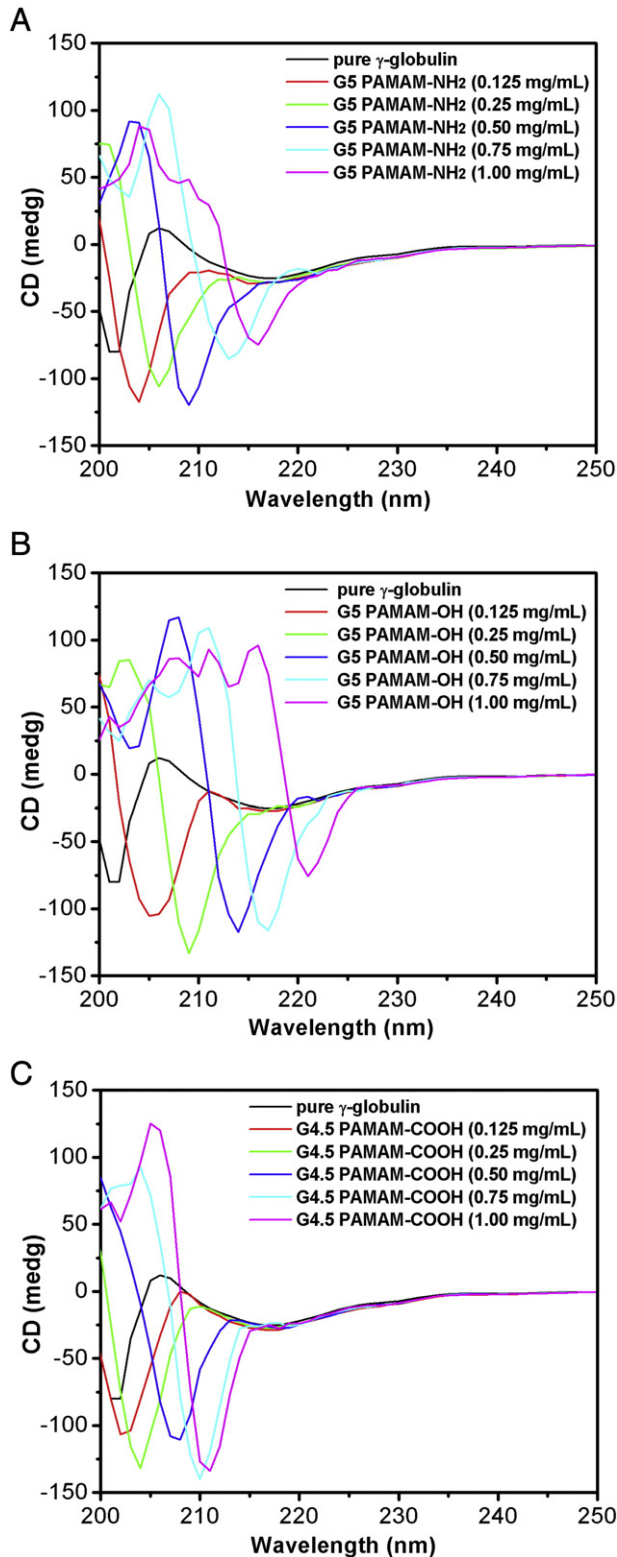 A
150
100
50
0
-50
-100
-150
CD (medg)
pure γ-globulin
G5 PAMAM-NH2 (0.125 mg/mL)
G5 PAMAM-NH2 (0.25 mg/mL)
G5 PAMAM-NH2 (0.50 mg/mL)
G5 PAMAM-NH2 (0.75 mg/mL)
G5 PAMAM-NH2 (1.00 mg/mL)
200 210 220 230 240 250
Wavelength (nm)
B
150
100
50
0
-50
-100
-150
CD (medg)
pure γ-globulin
G5 PAMAM-OH (0.125 mg/mL)
G5 PAMAM-OH (0.25 mg/mL)
G5 PAMAM-OH (0.50 mg/mL)
G5 PAMAM-OH (0.75 mg/mL)
G5 PAMAM-OH (1.00 mg/mL)
200 210 220 230 240 250
Wavelength (nm)
C
150
100
50
0
-50
-100
-150
CD (medg)
pure γ-globulin
G4.5 PAMAM-COOH (0.125 mg/mL)
G4.5 PAMAM-COOH (0.25 mg/mL)
G4.5 PAMAM-COOH (0.50 mg/mL)
G4.5 PAMAM-COOH (0.75 mg/mL)
G4.5 PAMAM-COOH (1.00 mg/mL)
200 210 220 230 240 250
Wavelength (nm)